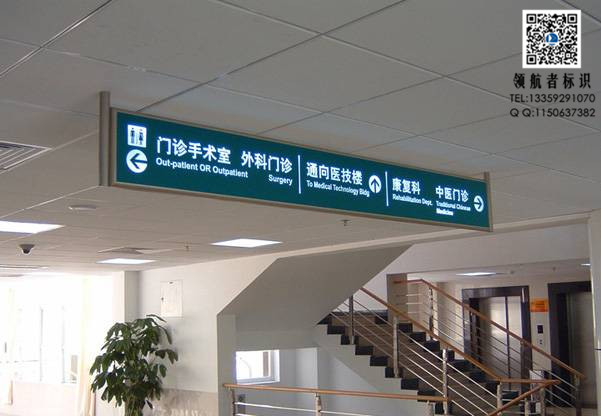 领航者标识
TEL:13359291070
QQ:1150637382
门诊手术室 外科门诊
Out-patient OR Outpatient Surgery
通向医技楼
To Medical Technology Bldg
康复科 中医门诊
Rehabilitation Dept. Traditional Chinese
Medicine